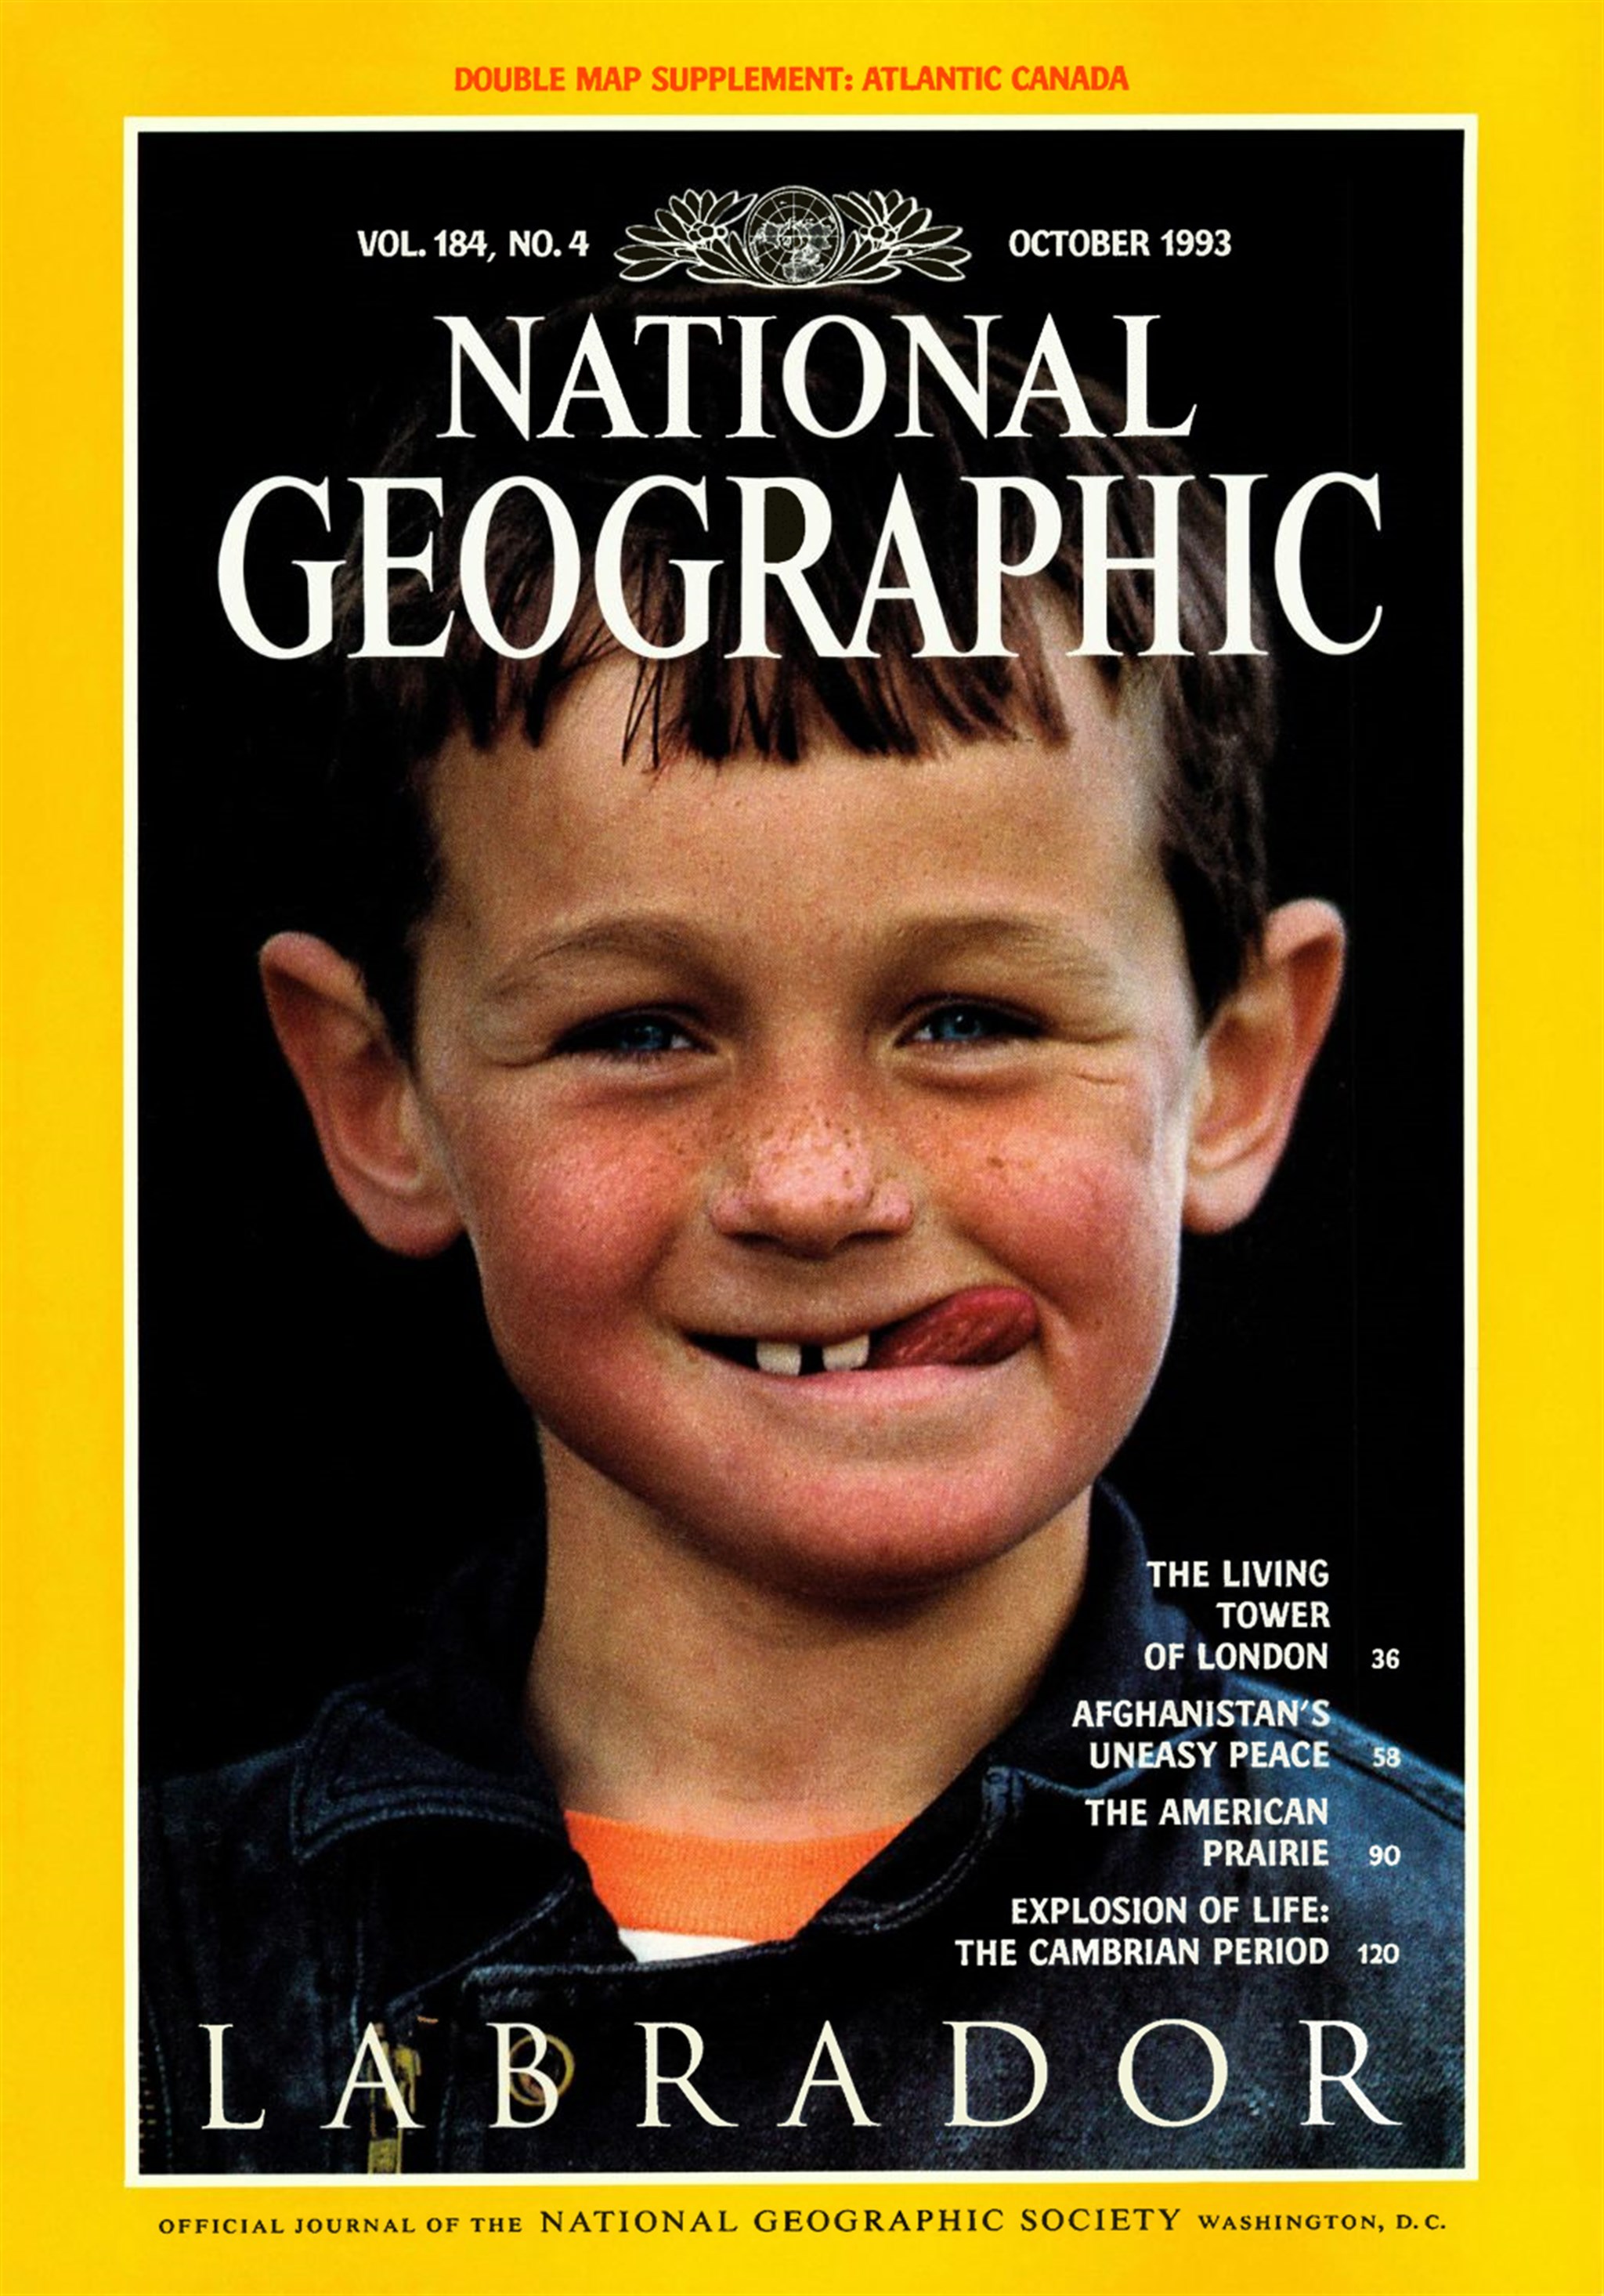 DOUBLE MAP SUPPLEMENT: ATLANTIC CANADA
VOL. 184, NO. 4 OCTOBER 1993
NATIONAL
GEOGRAPHIC
THE LIVING
TOWER
OF LONDON 36
AFGHANISTAN'S
UNEASY PEACE 58
THE AMERICAN
PRAIRIE 90
EXPLOSION OF LIFE:
THE CAMBRIAN PERIOD 120
LABRADOR
OFFICIAL JOURNAL OF THE NATIONAL GEOGRAPHIC SOCIETY WASHINGTON, D.C.